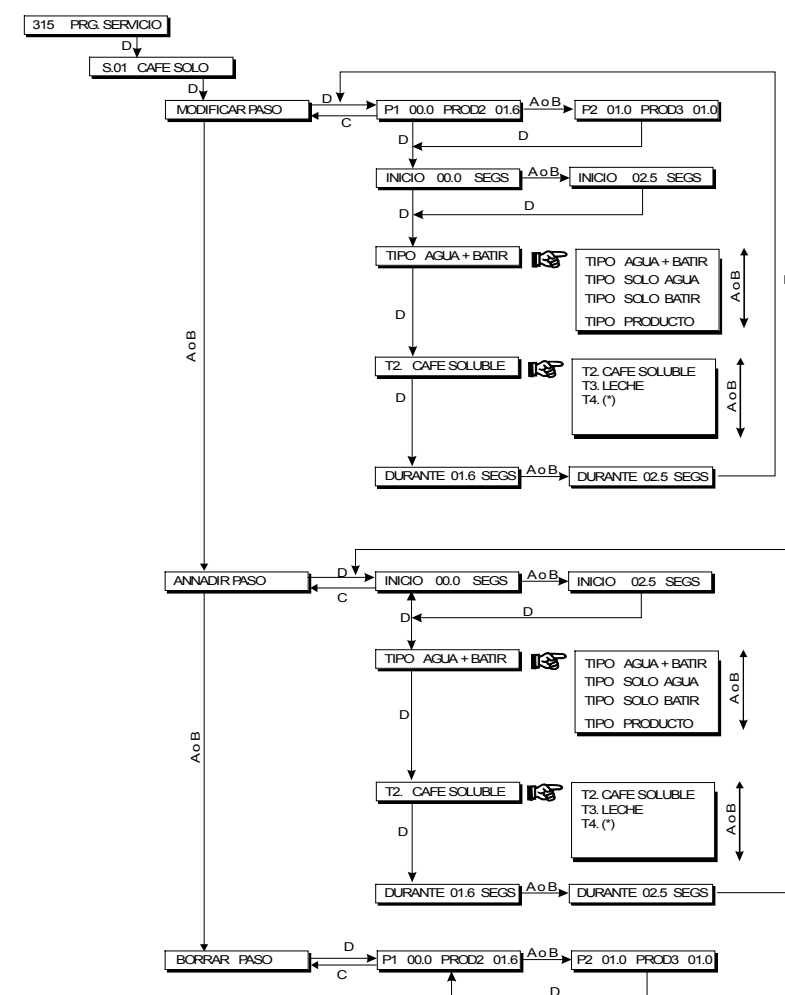 315 PRG. SERVICIO
D
S.01 CAFE SOLO
D
MODIFICAR PASO
D
C
P1 00.0 PROD2 01.6
A o B
P2 01.0 PROD3 01.0
D
D
INICIO 00.0 SEGS
A o B
INICIO 02.5 SEGS
D
D
TIPO AGUA + BATIR
TIPO AGUA + BATIR
TIPO SOLO AGUA
TIPO SOLO BATIR
TIPO PRODUCTO
A o B
D
A o B
T2. CAFE SOLUBLE
T2. CAFE SOLUBLE
T3. LECHE
T4. (*)
A o B
D
DURANTE 01.6 SEGS
A o B
DURANTE 02.5 SEGS
ANNADIR PASO
D
C
INICIO 00.0 SEGS
A o B
INICIO 02.5 SEGS
D
D
TIPO AGUA + BATIR
TIPO AGUA + BATIR
TIPO SOLO AGUA
TIPO SOLO BATIR
TIPO PRODUCTO
A o B
D
A o B
T2. CAFE SOLUBLE
T2. CAFE SOLUBLE
T3. LECHE
T4. (*)
A o B
D
DURANTE 01.6 SEGS
A o B
DURANTE 02.5 SEGS
BORRAR PASO
D
C
P1 00.0 PROD2 01.6
A o B
P2 01.0 PROD3 01.0
D